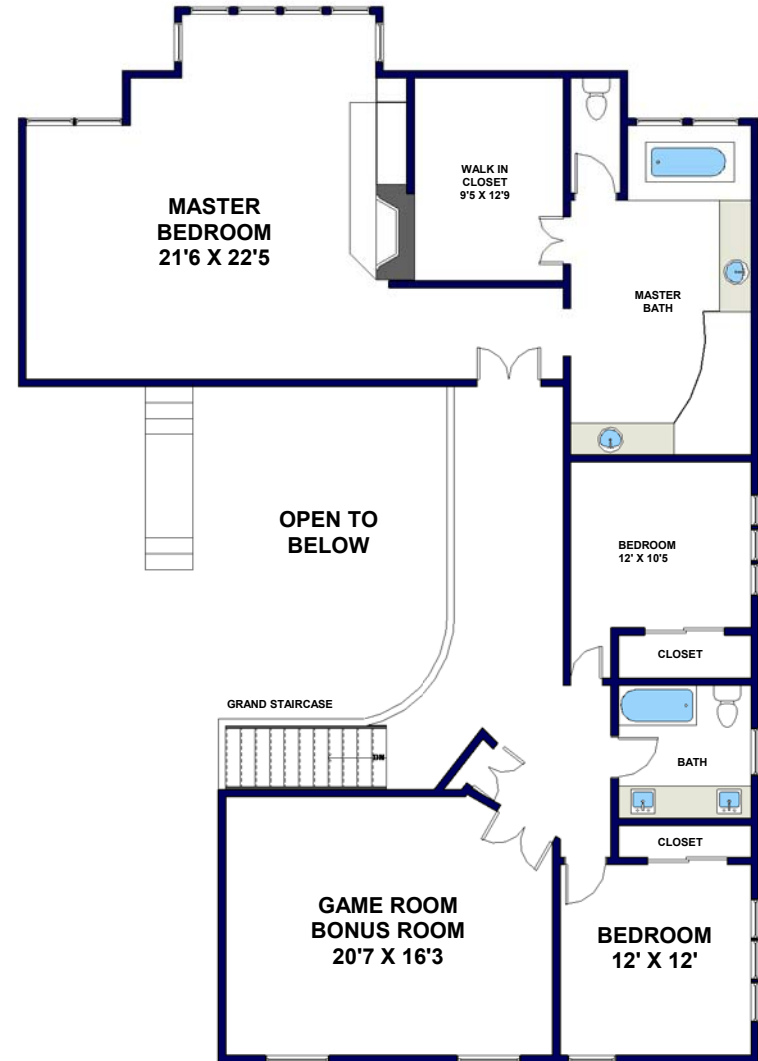 WALK IN
CLOSET
9'5 X 12'9
MASTER
BEDROOM
21'6 X 22'5
MASTER
BATH
OPEN TO
BELOW
BEDROOM
12' X 10'5
CLOSET
GRAND STAIRCASE
DN
BATH
CLOSET
GAME ROOM
BONUS ROOM
20'7 X 16'3
BEDROOM
12' X 12'